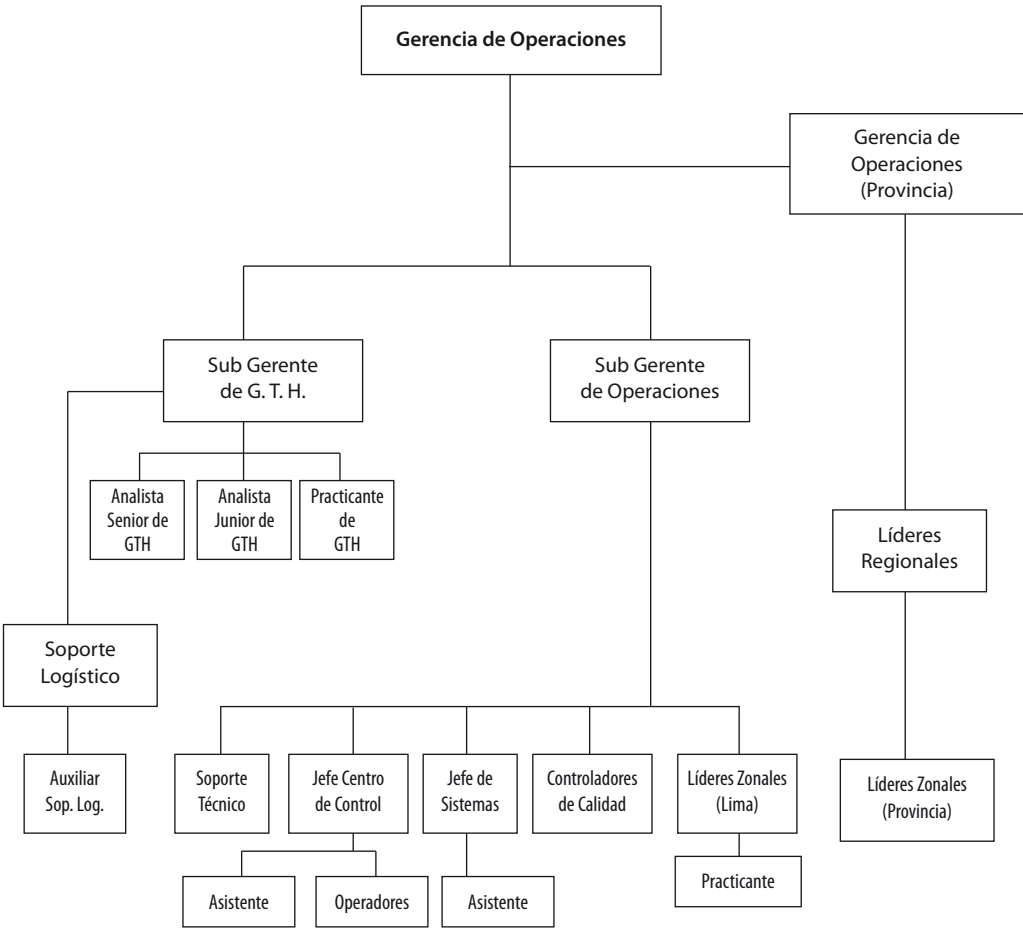 Gerencia de Operaciones
Gerencia de
Operaciones
(Provincia)
Sub Gerente
de G. T. H.
Sub Gerente
de Operaciones
Analista
Senior de
GTH
Analista
Junior de
GTH
Practicante
de
GTH
Líderes
Regionales
Soporte
Logístico
Auxiliar
Sop. Log.
Soporte
Técnico
Jefe Centro
de Control
Jefe de
Sistemas
Controladores
de Calidad
Líderes Zonales
(Lima)
Líderes Zonales
(Provincia)
Asistente
Operadores
Asistente
Practicante